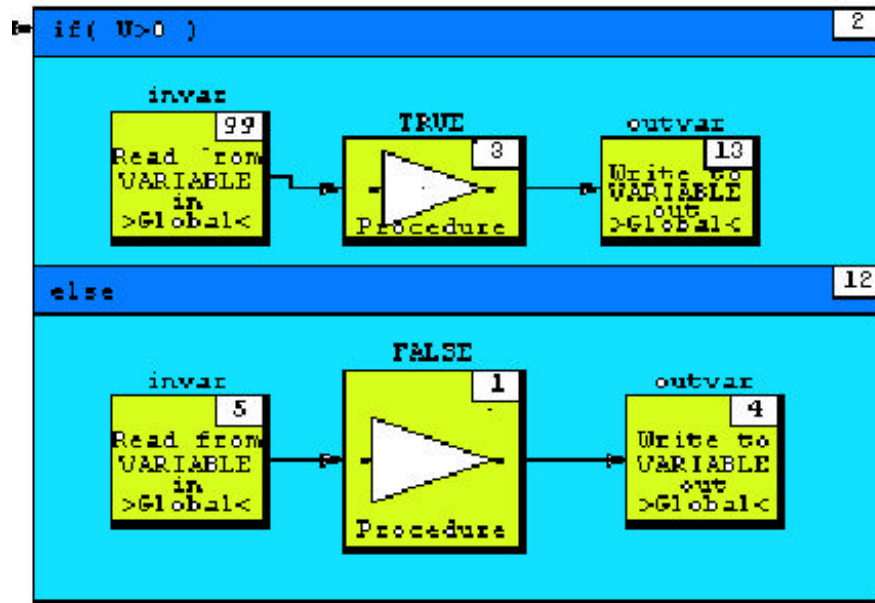 if( U>0 ) 2
invar
99
Read from
VARIABLE
in
>Global<
TRUE
3
Procedure
outvar
13
Write to
VARIABLE
out
>Global<
else 12
invar
5
Read from
VARIABLE
in
>Global<
FALSE
1
Procedure
outvar
4
Write to
VARIABLE
out
>Global<